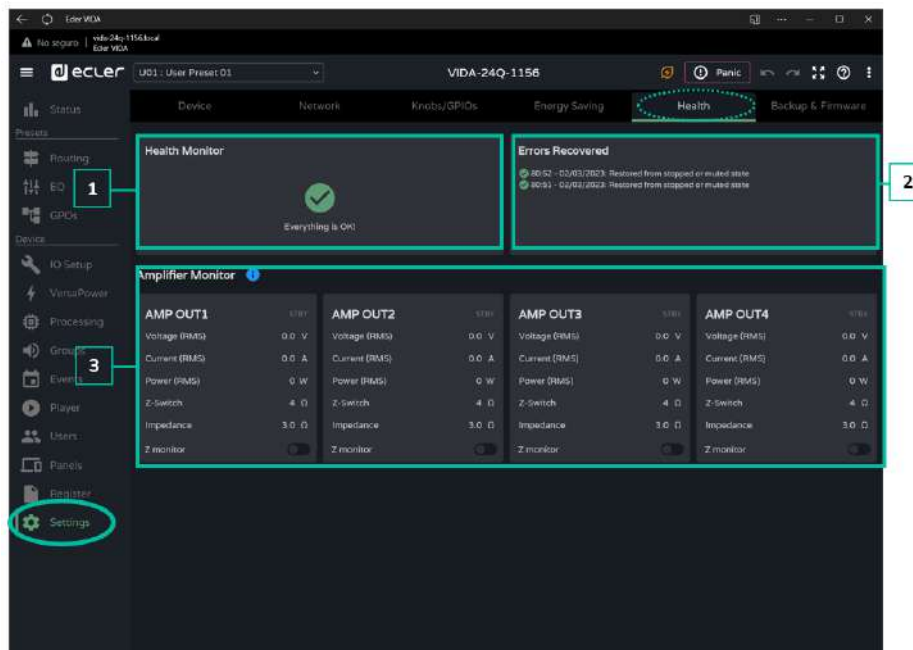 Ecler VIDA
No seguro | vida-24q-1156.local
Ecler VIDA
ecler
U01 : User Preset 01
VIDA-24Q-1156
Panic
Status
Presets
Routing
EQ
GPOs
Device
IO Setup
VersaPower
Processing
Groups
Events
Player
Users
Panels
Register
Settings
Device
Network
Knobs/GPIOs
Energy Saving
Health
Backup & Firmware
1
Health Monitor
Everything is OK!
2
Errors Recovered
80:52 - 02/03/2023: Restored from stopped or muted state
80:51 - 02/03/2023: Restored from stopped or muted state
3
Amplifier Monitor
AMP OUT1 STBY
Voltage (RMS) 0.0 V
Current (RMS) 0.0 A
Power (RMS) 0 W
Z-Switch 4 Ω
Impedance 3.0 Ω
Z monitor
AMP OUT2 STBY
Voltage (RMS) 0.0 V
Current (RMS) 0.0 A
Power (RMS) 0 W
Z-Switch 4 Ω
Impedance 3.0 Ω
Z monitor
AMP OUT3 STBY
Voltage (RMS) 0.0 V
Current (RMS) 0.0 A
Power (RMS) 0 W
Z-Switch 4 Ω
Impedance 3.0 Ω
Z monitor
AMP OUT4 STBY
Voltage (RMS) 0.0 V
Current (RMS) 0.0 A
Power (RMS) 0 W
Z-Switch 4 Ω
Impedance 3.0 Ω
Z monitor